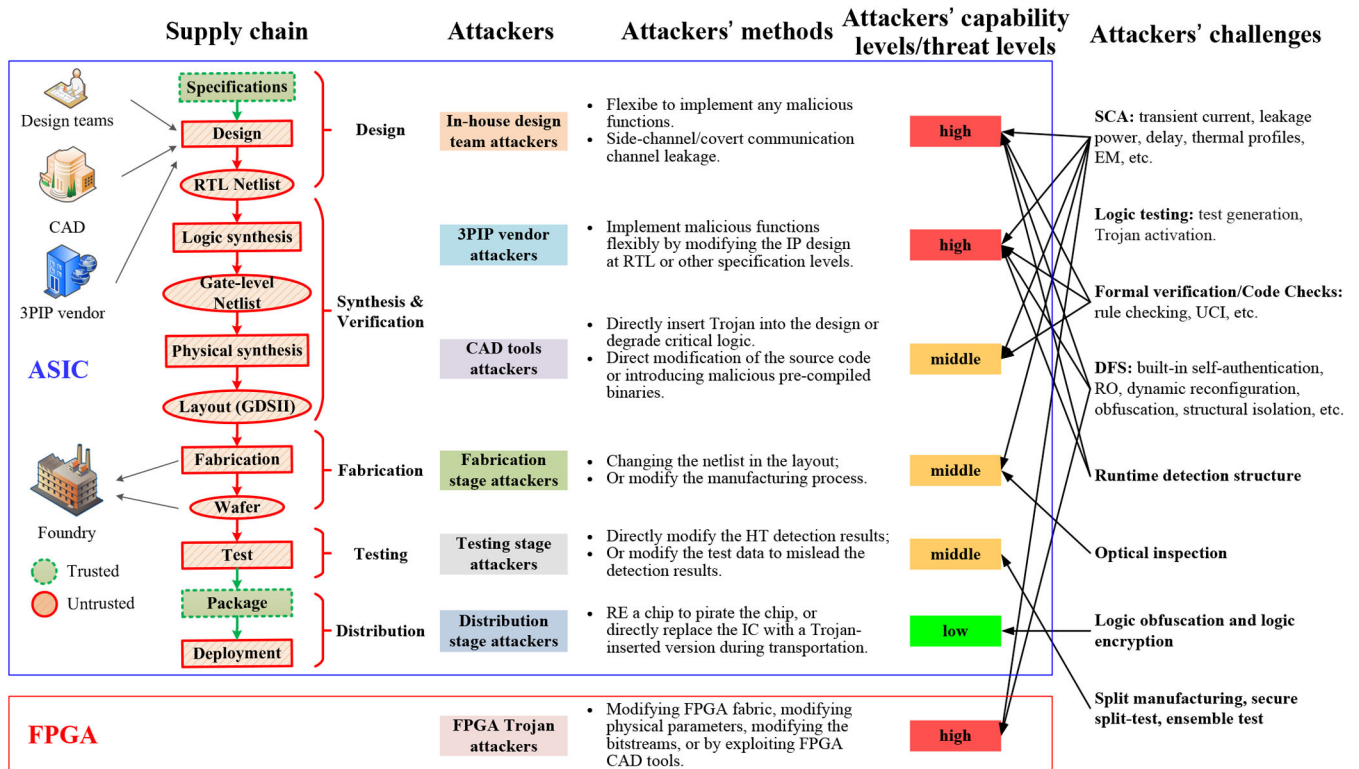 Supply chain
Attackers
Attackers' methods
Attackers' capability
levels/threat levels
Attackers' challenges
Design teams
CAD
3PIP vendor
ASIC
Foundry
Trusted
Untrusted
Specifications
Design
RTL Netlist
Logic synthesis
Gate-level
Netlist
Physical synthesis
Layout (GDSII)
Fabrication
Wafer
Test
Package
Deployment
Design
Synthesis &
Verification
Fabrication
Testing
Distribution
In-house design
team attackers
• Flexibe to implement any malicious
functions.
• Side-channel/covert communication
channel leakage.
high
3PIP vendor
attackers
• Implement malicious functions
flexibly by modifying the IP design
at RTL or other specification levels.
high
CAD tools
attackers
• Directly insert Trojan into the design or
degrade critical logic.
• Direct modification of the source code
or introducing malicious pre-compiled
binaries.
middle
Fabrication
stage attackers
• Changing the netlist in the layout;
• Or modify the manufacturing process.
middle
Testing stage
attackers
• Directly modify the HT detection results;
• Or modify the test data to mislead the
detection results.
middle
Distribution
stage attackers
• RE a chip to pirate the chip, or
directly replace the IC with a Trojan-
inserted version during transportation.
low
SCA: transient current, leakage
power, delay, thermal profiles,
EM, etc.
Logic testing: test generation,
Trojan activation.
Formal verification/Code Checks:
rule checking, UCI, etc.
DFS: built-in self-authentication,
RO, dynamic reconfiguration,
obfuscation, structural isolation, etc.
Runtime detection structure
Optical inspection
Logic obfuscation and logic
encryption
Split manufacturing, secure
split-test, ensemble test
FPGA
FPGA Trojan
attackers
• Modifying FPGA fabric, modifying
physical parameters, modifying the
bitstreams, or by exploiting FPGA
CAD tools.
high